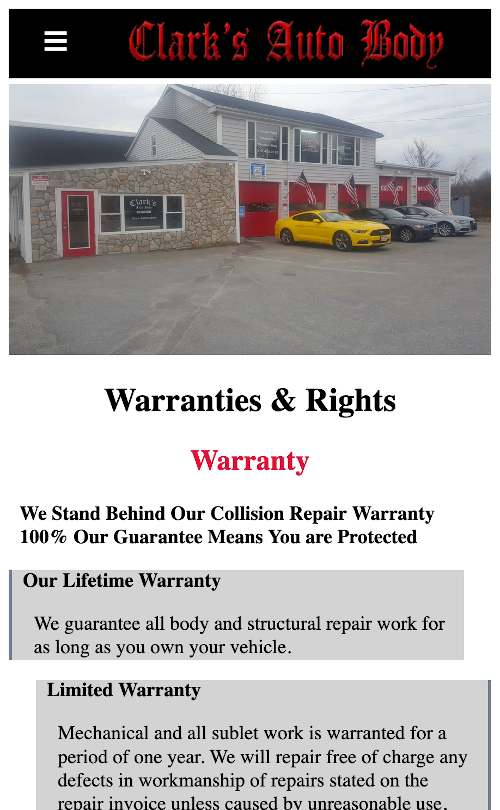 Clark's Auto Body
Clark's
Warranties & Rights
Warranty
We Stand Behind Our Collision Repair Warranty
100% Our Guarantee Means You are Protected
Our Lifetime Warranty
We guarantee all body and structural repair work for
as long as you own your vehicle.
Limited Warranty
Mechanical and all sublet work is warranted for a
period of one year. We will repair free of charge any
defects in workmanship of repairs stated on the
repair invoice unless caused by unreasonable use,